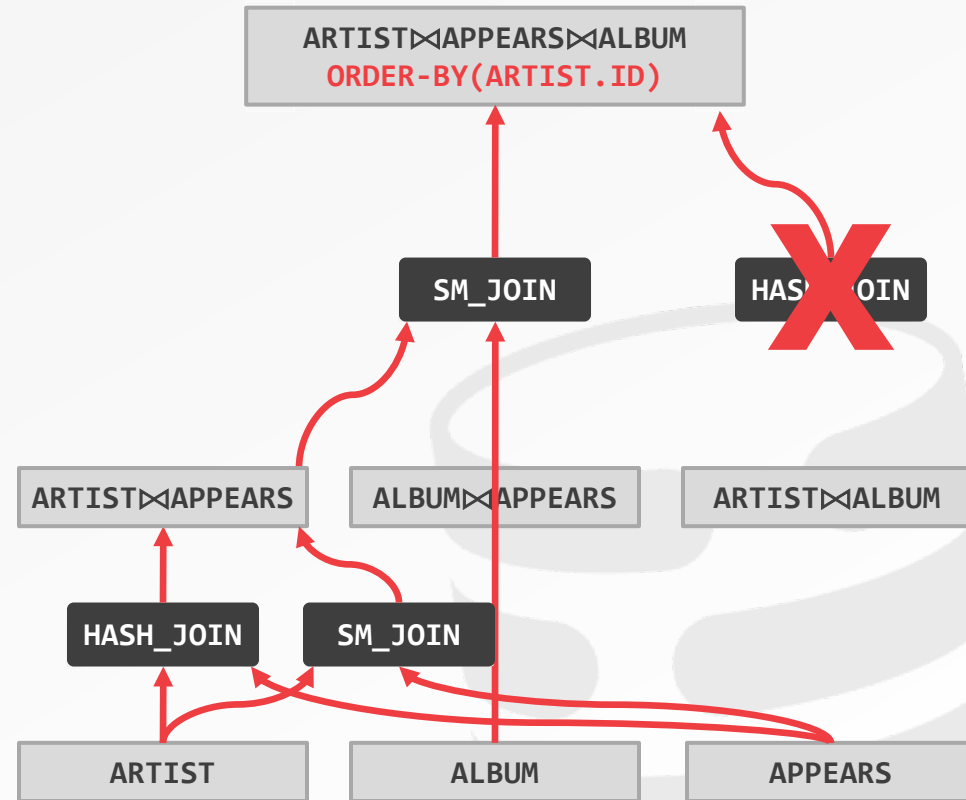 ARTIST⋈APPEARS⋈ALBUM
ORDER-BY(ARTIST.ID)
SM_JOIN
HASH_JOIN
ARTIST⋈APPEARS
ALBUM⋈APPEARS
ARTIST⋈ALBUM
HASH_JOIN
SM_JOIN
ARTIST
ALBUM
APPEARS